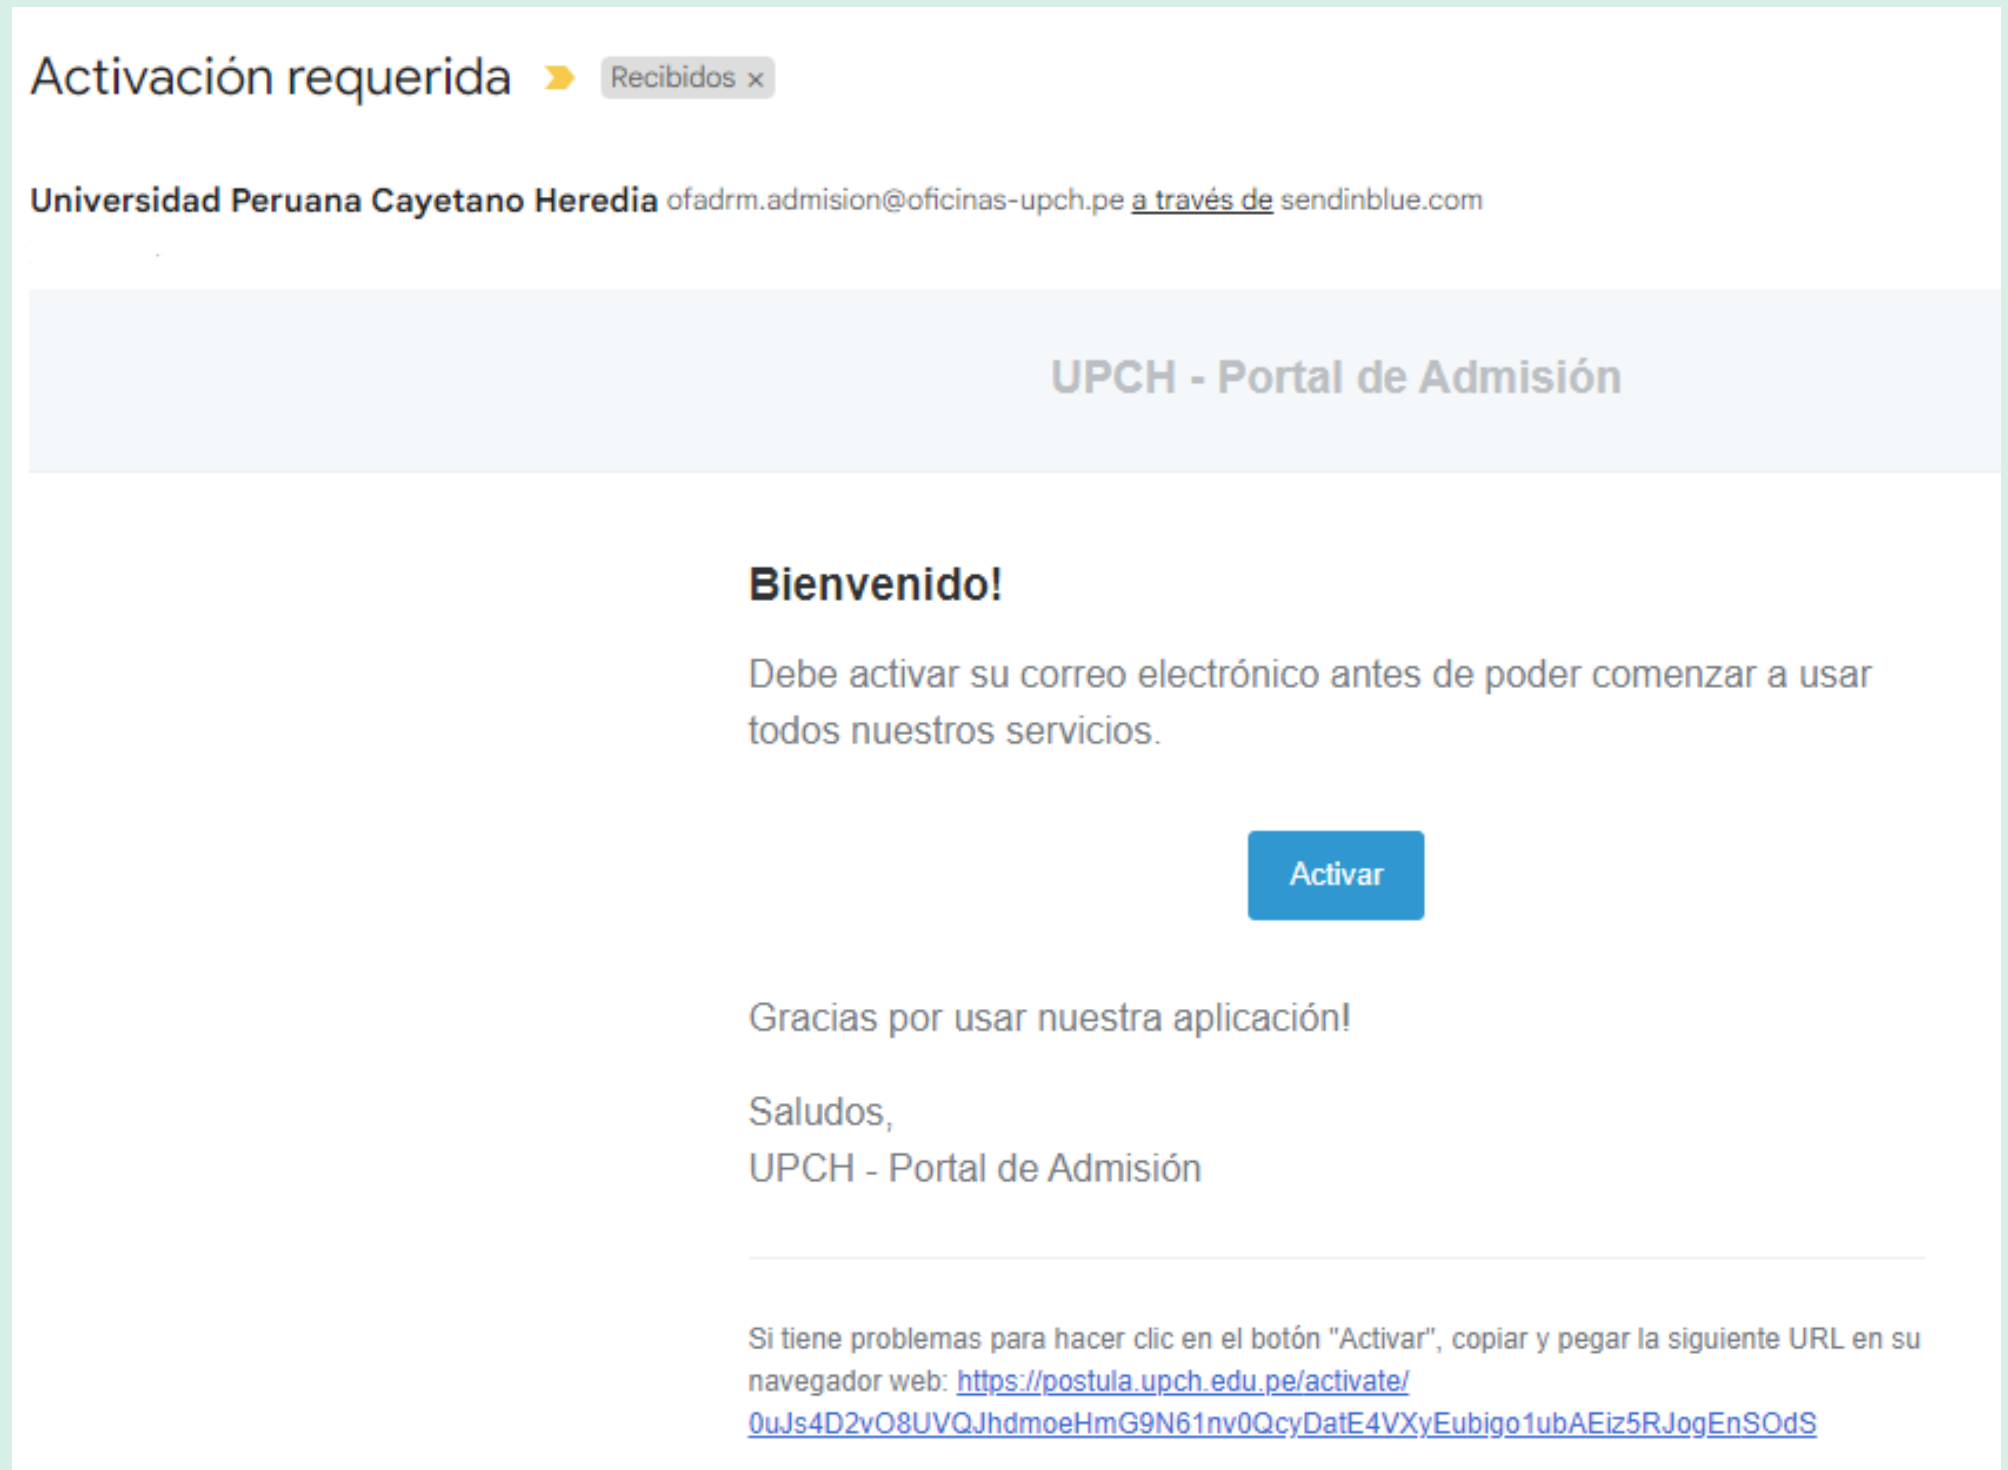 Activación requerida
Recibidos x
Universidad Peruana Cayetano Heredia ofadrm.admision@oficinas-upch.pe a través de sendinblue.com
UPCH - Portal de Admisión
Bienvenido!
Debe activar su correo electrónico antes de poder comenzar a usar
todos nuestros servicios.
Activar
Gracias por usar nuestra aplicación!
Saludos,
UPCH - Portal de Admisión
Si tiene problemas para hacer clic en el botón "Activar", copiar y pegar la siguiente URL en su
navegador web: https://postula.upch.edu.pe/activate/
0uJs4D2vO8UVQJhdmoeHmG9N61nv0QcyDatE4VXyEubigo1ubAEiz5RJogEnSOdS